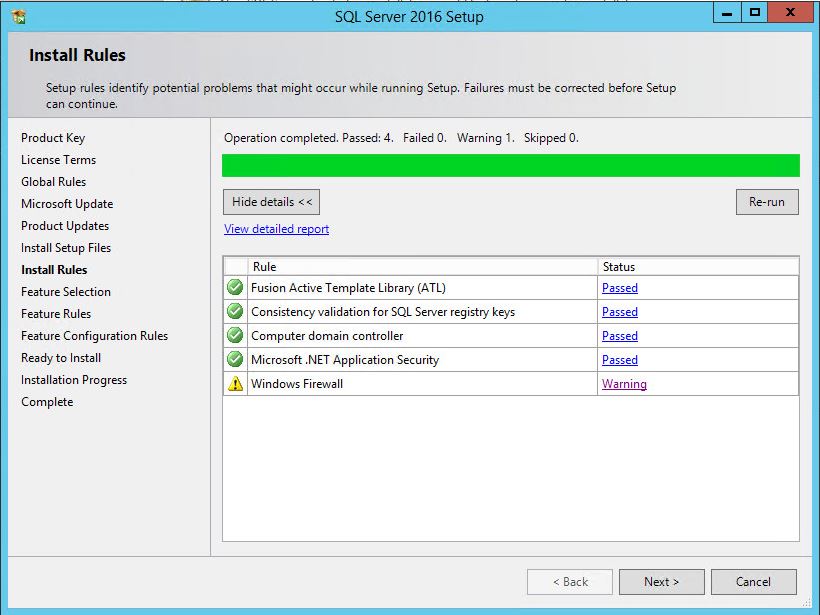 SQL Server 2016 Setup
Install Rules
Setup rules identify potential problems that might occur while running Setup. Failures must be corrected before Setup
can continue.
Product Key
License Terms
Global Rules
Microsoft Update
Product Updates
Install Setup Files
Install Rules
Feature Selection
Feature Rules
Feature Configuration Rules
Ready to Install
Installation Progress
Complete
Operation completed. Passed: 4.   Failed 0.   Warning 1.   Skipped 0.
Hide details <<
Re-run
View detailed report
Rule Status
Fusion Active Template Library (ATL) Passed
Consistency validation for SQL Server registry keys Passed
Computer domain controller Passed
Microsoft .NET Application Security Passed
Windows Firewall Warning
< Back
Next >
Cancel